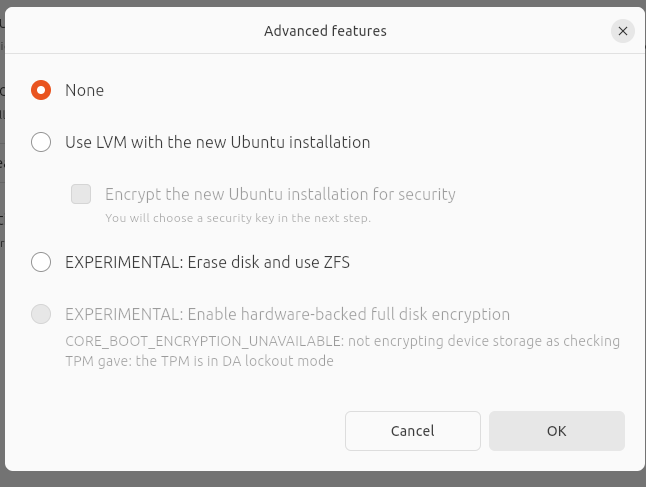 Advanced features
None
Use LVM with the new Ubuntu installation
Encrypt the new Ubuntu installation for security
You will choose a security key in the next step.
EXPERIMENTAL: Erase disk and use ZFS
EXPERIMENTAL: Enable hardware-backed full disk encryption
CORE_BOOT_ENCRYPTION_UNAVAILABLE: not encrypting device storage as checking
TPM gave: the TPM is in DA lockout mode
Cancel OK